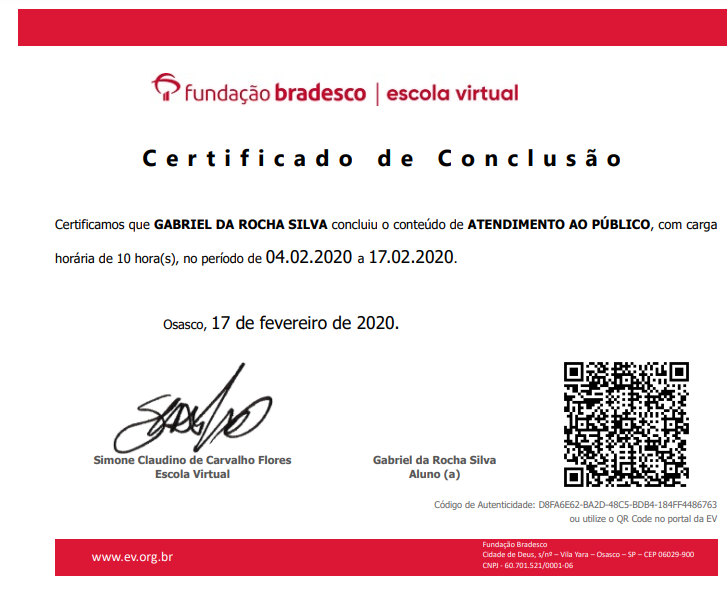 fundação bradesco | escola virtual
Certificado de Conclusão
Certificamos que GABRIEL DA ROCHA SILVA concluiu o conteúdo de ATENDIMENTO AO PÚBLICO, com carga
horária de 10 hora(s), no período de 04.02.2020 a 17.02.2020.
Osasco, 17 de fevereiro de 2020.
Simone Claudino de Carvalho Flores
Escola Virtual
Gabriel da Rocha Silva
Aluno (a)
Código de Autenticidade: D8FA6E62-BA2D-48C5-BDB4-184FF4486763
ou utilize o QR Code no portal da EV
www.ev.org.br
Fundação Bradesco
Cidade de Deus, s/nº – Vila Yara – Osasco – SP – CEP 06029-900
CNPJ - 60.701.521/0001-06